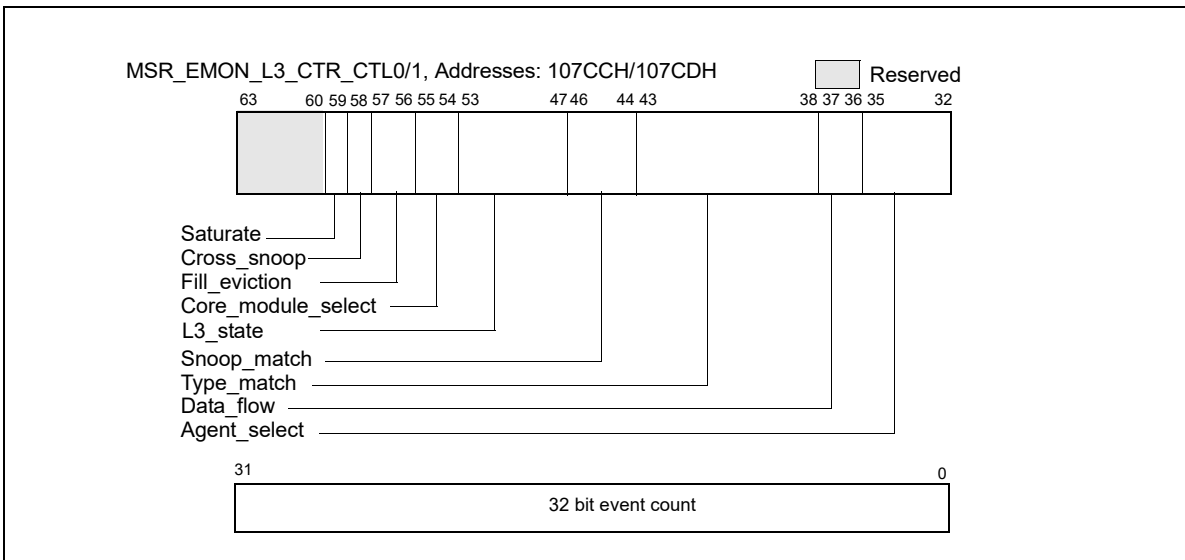 MSR_EMON_L3_CTR_CTL0/1, Addresses: 107CCH/107CDH
Reserved
63 60 59 58 57 56 55 54 53 47 46 44 43 38 37 36 35 32
Saturate
Cross_snoop
Fill_eviction
Core_module_select
L3_state
Snoop_match
Type_match
Data_flow
Agent_select
31 0
32 bit event count